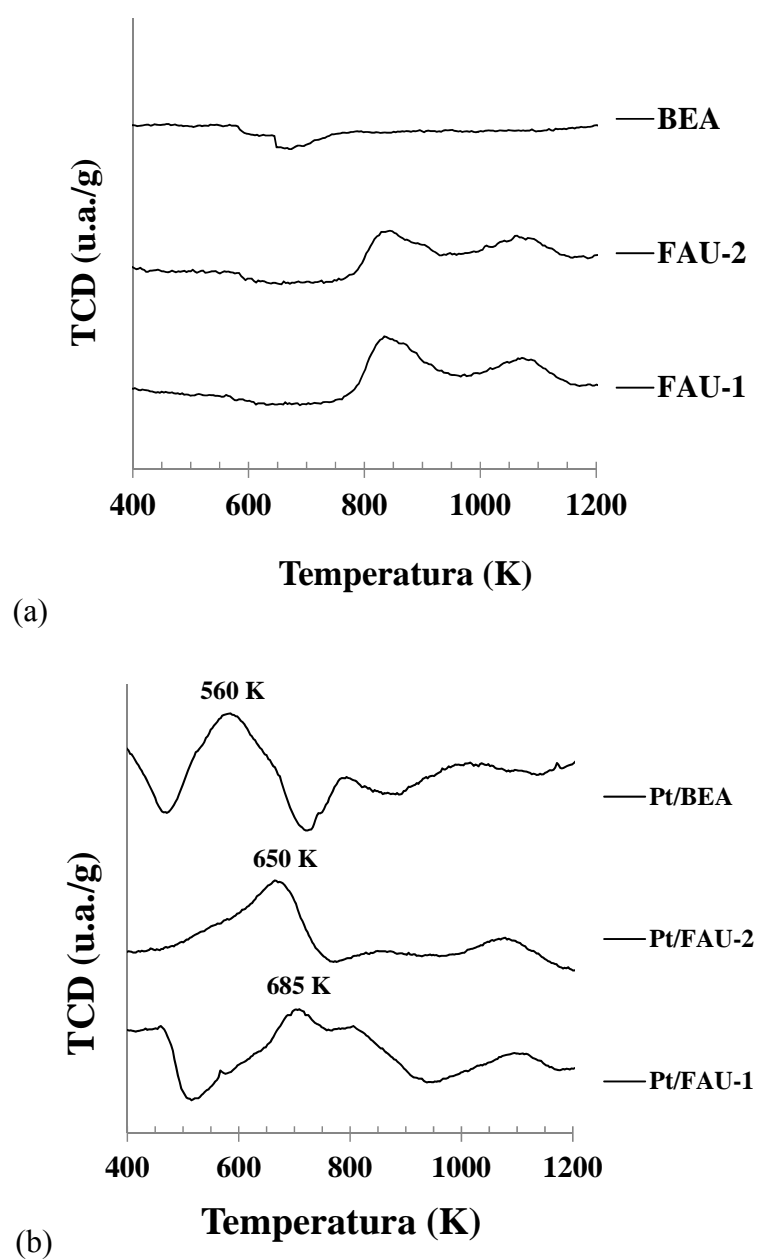 BEA
FAU-2
FAU-1
TCD (u.a./g)
400 600 800 1000 1200
Temperatura (K)
(a)
560 K
Pt/BEA
650 K
Pt/FAU-2
685 K
Pt/FAU-1
TCD (u.a./g)
400 600 800 1000 1200
Temperatura (K)
(b)